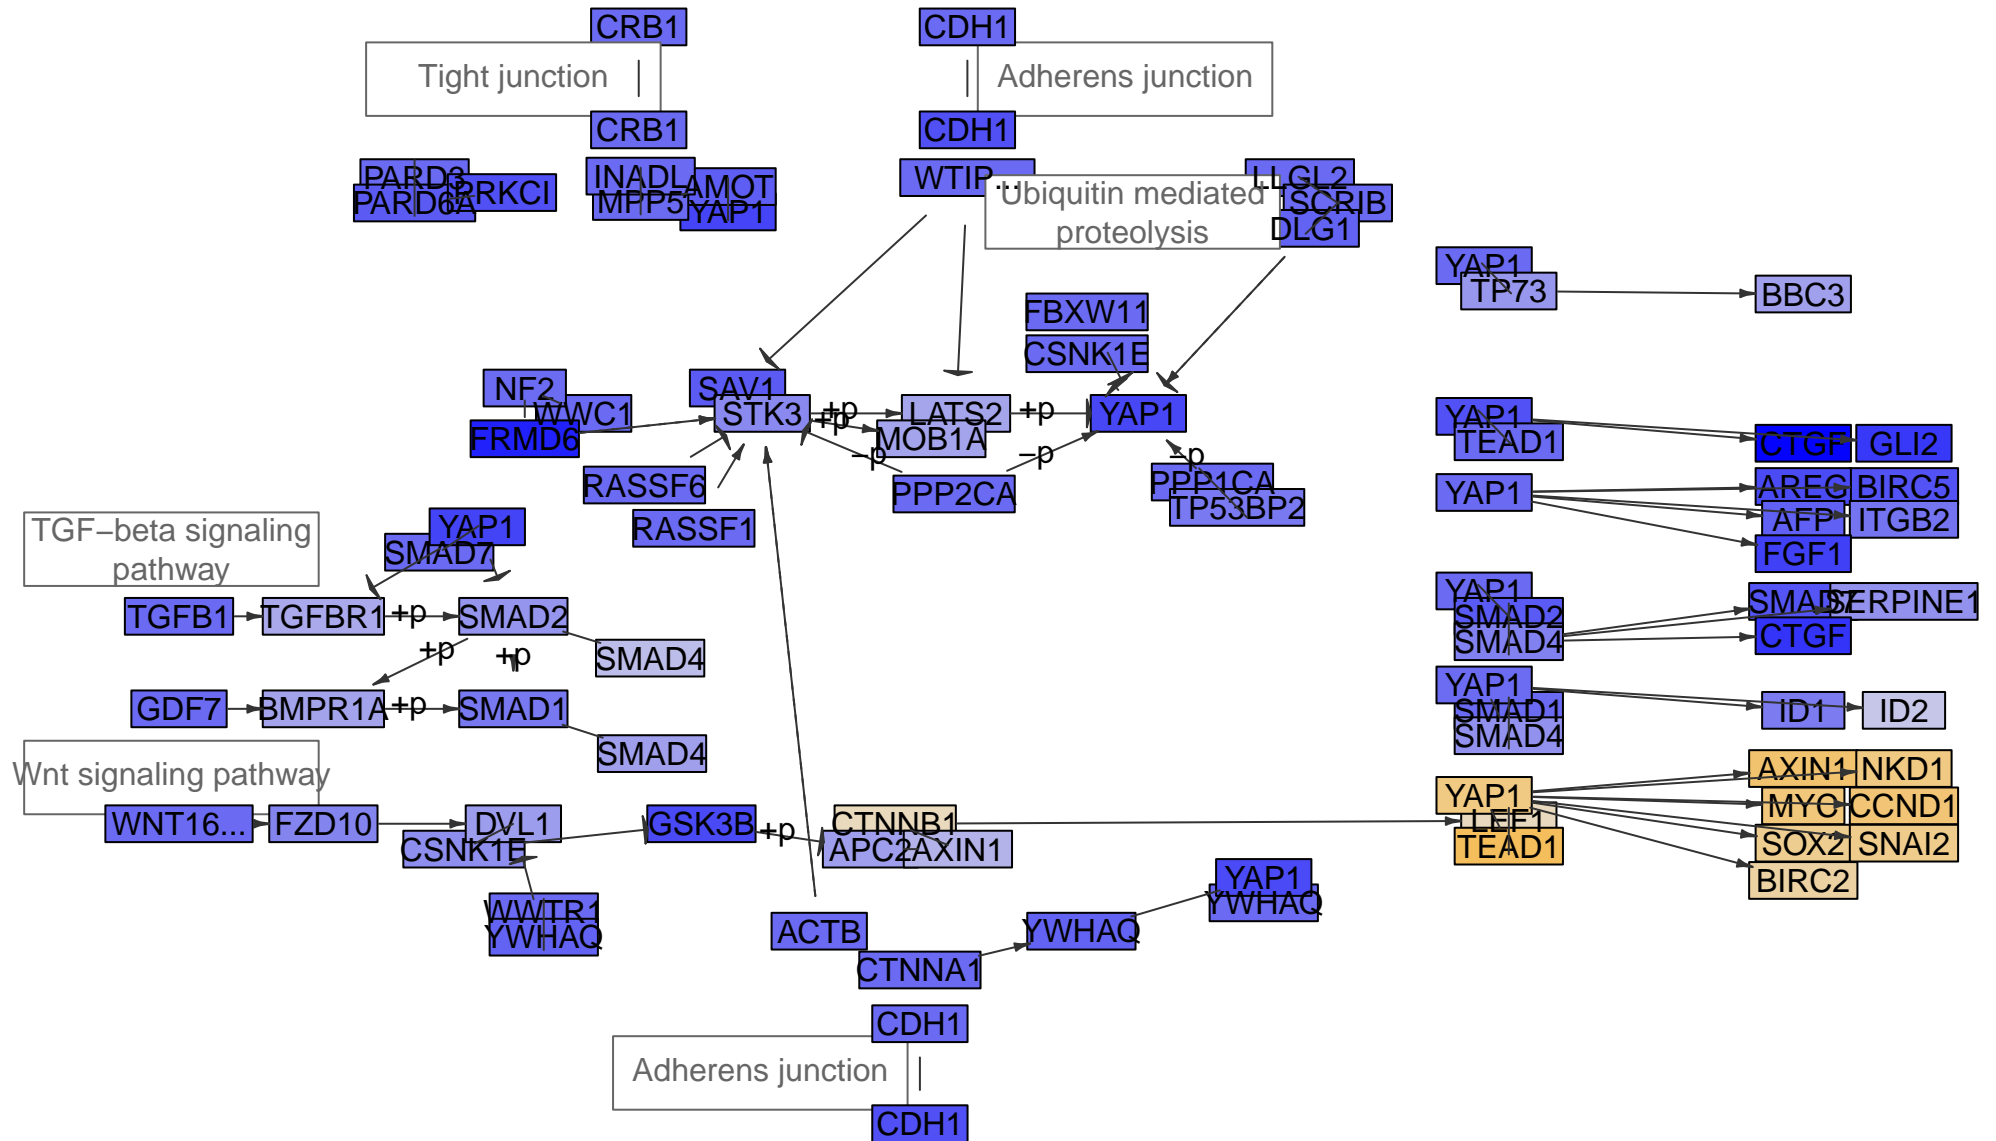 CRB1
CDH1
Tight junction
Adherens junction
CRB1
CDH1
PARD3
PARD6A
PRKCI
INADL
MPP5
AMOT
YAP1
WTIP...
LLGL2
SCRIB
DLG1
Ubiquitin mediated
proteolysis
YAP1
TP73
BBC3
FBXW11
CSNK1E
NF2
WWC1
FRMD6
SAV1
STK3
+p
+p
LATS2
MOB1A
+p
YAP1
YAP1
TEAD1
CTGF
GLI2
−p
−p
−p
RASSF6
RASSF1
PPP2CA
PPP1CA
TP53BP2
YAP1
AREG
BIRC5
AFP
ITGB2
FGF1
TGF−beta signaling
pathway
YAP1
SMAD7
TGFB1
TGFBR1
+p
SMAD2
SMAD4
+p
+p
YAP1
SMAD2
SMAD4
SMAD7
SERPINE1
CTGF
GDF7
BMPR1A
+p
SMAD1
SMAD4
YAP1
SMAD1
SMAD4
ID1
ID2
Wnt signaling pathway
WNT16...
FZD10
DVL1
CSNK1E
GSK3B
+p
CTNNB1
APC2
AXIN1
YAP1
LEF1
TEAD1
AXIN1
NKD1
MYC
CCND1
SOX2
SNAI2
BIRC2
WWTR1
YWHAQ
ACTB
CTNNA1
YWHAQ
YAP1
YWHAQ
CDH1
Adherens junction
CDH1